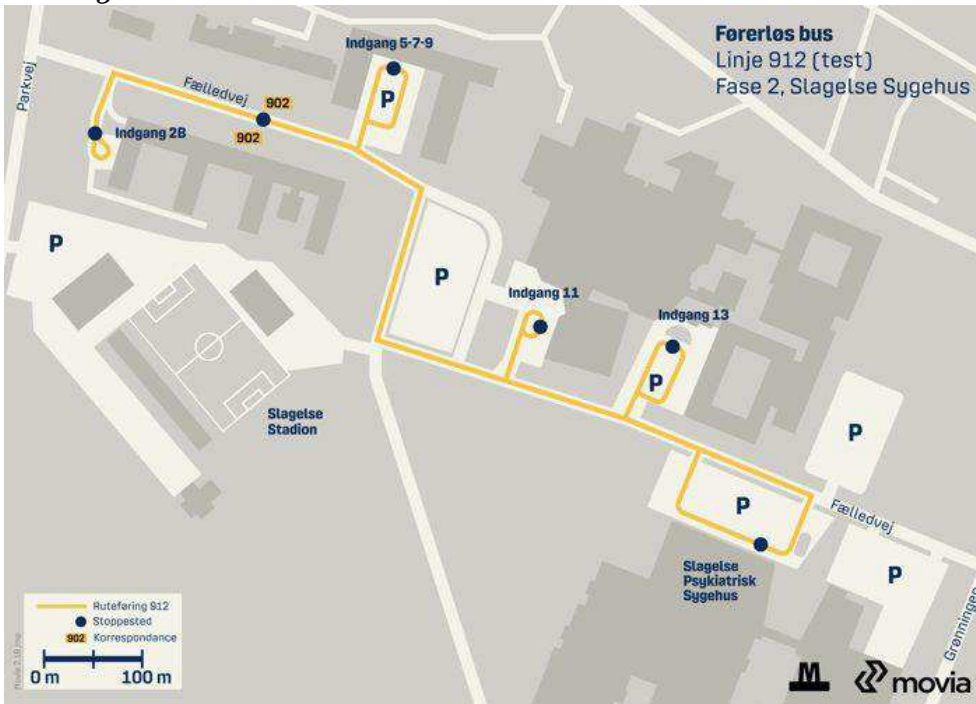 Førerløs bus
Linje 912 (test)
Fase 2, Slagelse Sygehus
Indgang 5-7-9
Parkvej
Fælledvej
P
902
902
Indgang 2B
P
P
Indgang 11
Indgang 13
P
Slagelse
Stadion
P
P
Fælledvej
Slagelse
Psykiatrisk
Sygehus
P
Grønningen
Ruteføring 912
Stoppested
902 Korrespondance
0 m 100 m
M movia